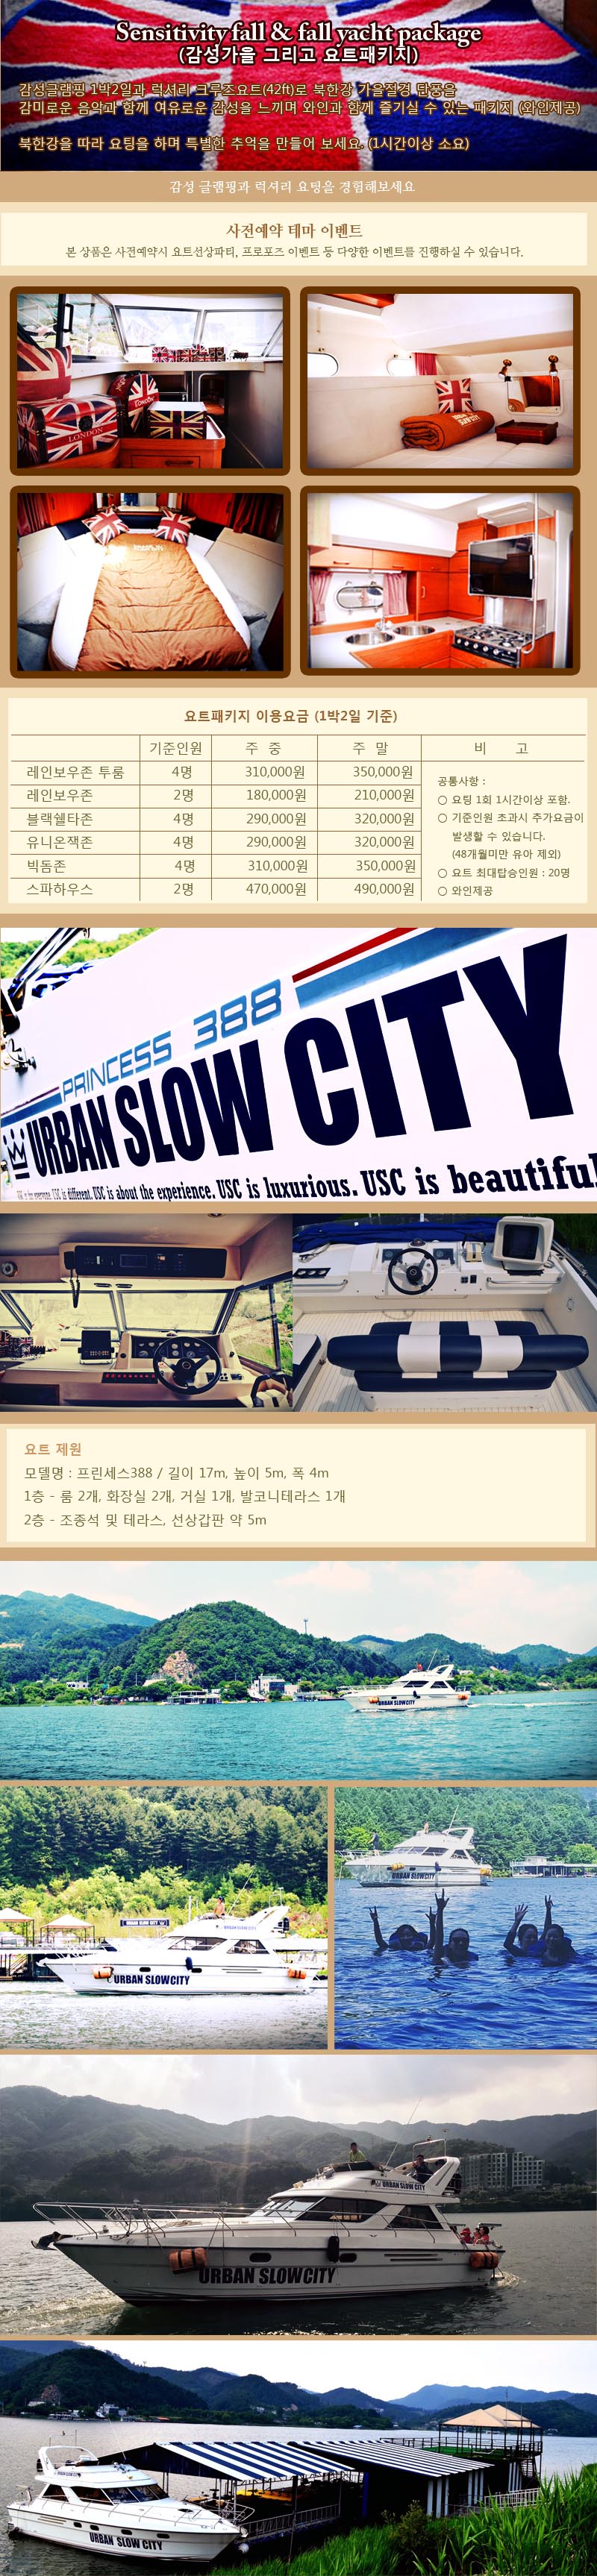 Sensitivity fall & fall yacht package
(감성가을 그리고 요트패키지)
감성글램핑 1박2일과 럭셔리 크루즈요트(42ft)로 북한강 가을절경 단풍을
감미로운 음악과 함께 여유로운 감성을 느끼며 와인과 함께 즐기실 수 있는 패키지 (와인제공)
북한강을 따라 요팅을 하며 특별한 추억을 만들어 보세요. (1시간이상 소요)
감성 글램핑과 럭셔리 요팅을 경험해보세요
사전예약 테마 이벤트
본 상품은 사전예약시 요트선상파티, 프로포즈 이벤트 등 다양한 이벤트를 진행하실 수 있습니다.
LONDON
LONDON
요트패키지 이용요금 (1박2일 기준)
기준인원 주 중 주 말 비 고
레인보우존 투룸 4명 310,000원 350,000원
레인보우존 2명 180,000원 210,000원
블랙쉘타존 4명 290,000원 320,000원
유니온잭존 4명 290,000원 320,000원
빅돔존 4명 310,000원 350,000원
스파하우스 2명 470,000원 490,000원
공통사항 :
○ 요팅 1회 1시간이상 포함.
○ 기준인원 초과시 추가요금이
발생할 수 있습니다.
(48개월미만 유아 제외)
○ 요트 최대탑승인원 : 20명
○ 와인제공
PRINCESS 388
URBAN SLOW CITY
USC is different. USC is about the experience. USC is luxurious. USC is beautiful
요트 제원
모델명 : 프린세스388 / 길이 17m, 높이 5m, 폭 4m
1층 - 룸 2개, 화장실 2개, 거실 1개, 발코니테라스 1개
2층 - 조종석 및 테라스, 선상갑판 약 5m
URBAN SLOW CITY
URBAN SLOW CITY
URBAN SLOW CITY
URBAN SLOWCITY
URBAN SLOWCITY
URBAN SLOW CITY
URBAN SLOWCITY
URBAN SLOW CITY